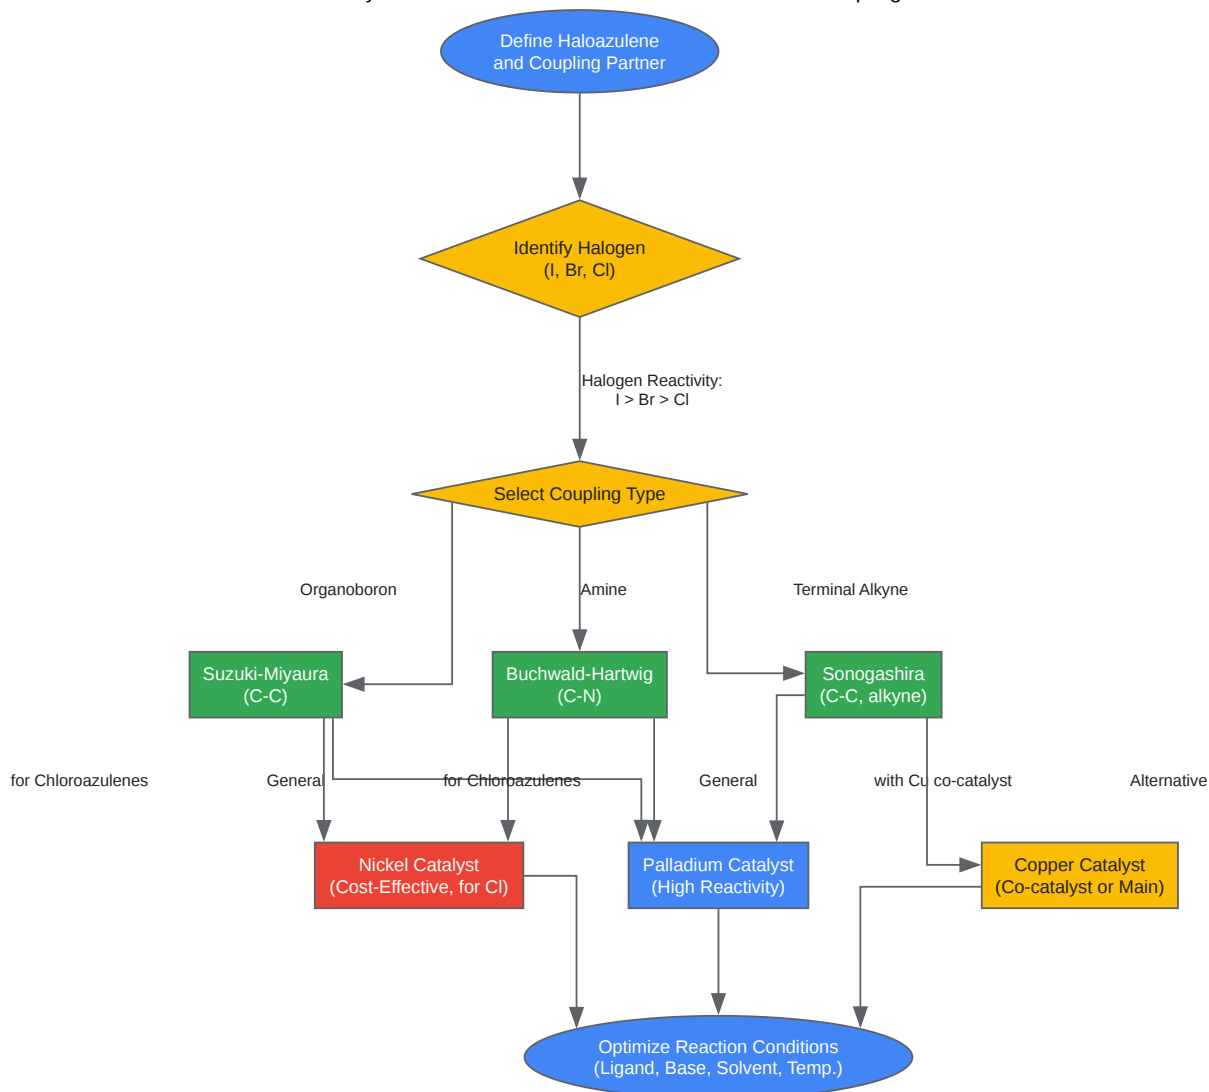 Define Haloazulene
and Coupling Partner
Identify Halogen
(I, Br, Cl)
Halogen Reactivity:
I > Br > Cl
Select Coupling Type
Organoboron
Amine
Terminal Alkyne
Suzuki-Miyaura
(C-C)
Buchwald-Hartwig
(C-N)
Sonogashira
(C-C, alkyne)
for Chloroazulenes
General
for Chloroazulenes
General
with Cu co-catalyst
Alternative
Nickel Catalyst
(Cost-Effective, for Cl)
Palladium Catalyst
(High Reactivity)
Copper Catalyst
(Co-catalyst or Main)
Optimize Reaction Conditions
(Ligand, Base, Solvent, Temp.)